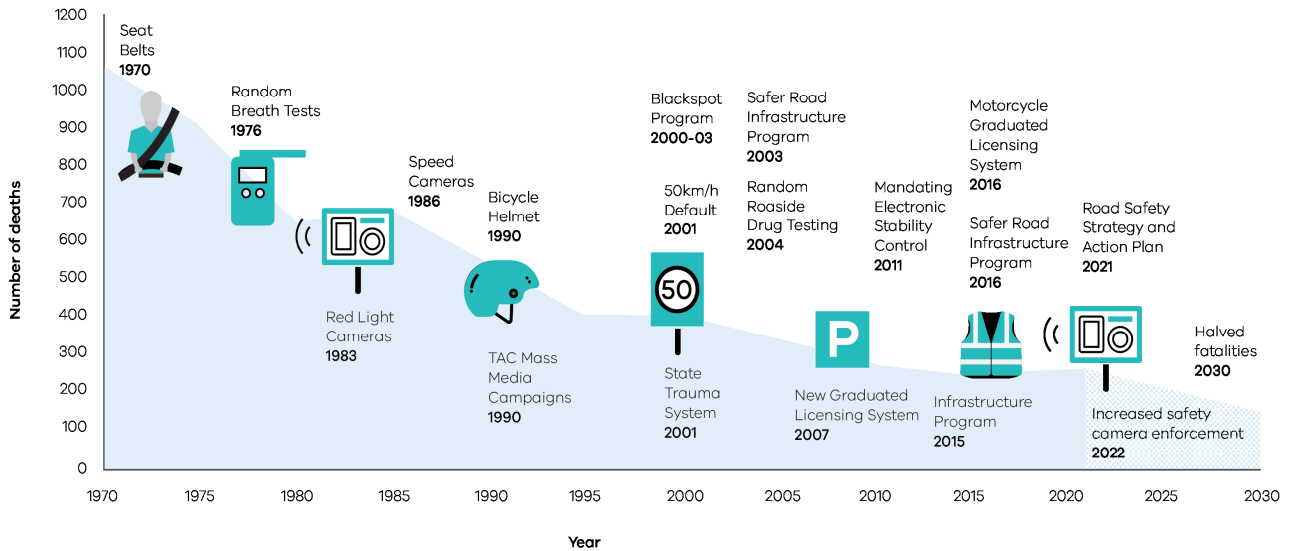 1200
1100
1000
900
800
700
600
500
400
300
200
100
0
Number of deaths
Seat
Belts
1970
Random
Breath Tests
1976
Red Light
Cameras
1983
Speed
Cameras
1986
Bicycle
Helmet
1990
TAC Mass
Media
Campaigns
1990
Blackspot
Program
2000-03
50km/h
Default
2001
50
State
Trauma
System
2001
Safer Road
Infrastructure
Program
2003
Random
Roaside
Drug Testing
2004
P
New Graduated
Licensing System
2007
Mandating
Electronic
Stability
Control
2011
Infrastructure
Program
2015
Motorcycle
Graduated
Licensing
System
2016
Safer Road
Infrastructure
Program
2016
Road Safety
Strategy and
Action Plan
2021
Increased safety
camera enforcement
2022
Halved
fatalities
2030
1970 1975 1980 1985 1990 1995 2000 2005 2010 2015 2020 2025 2030
Year